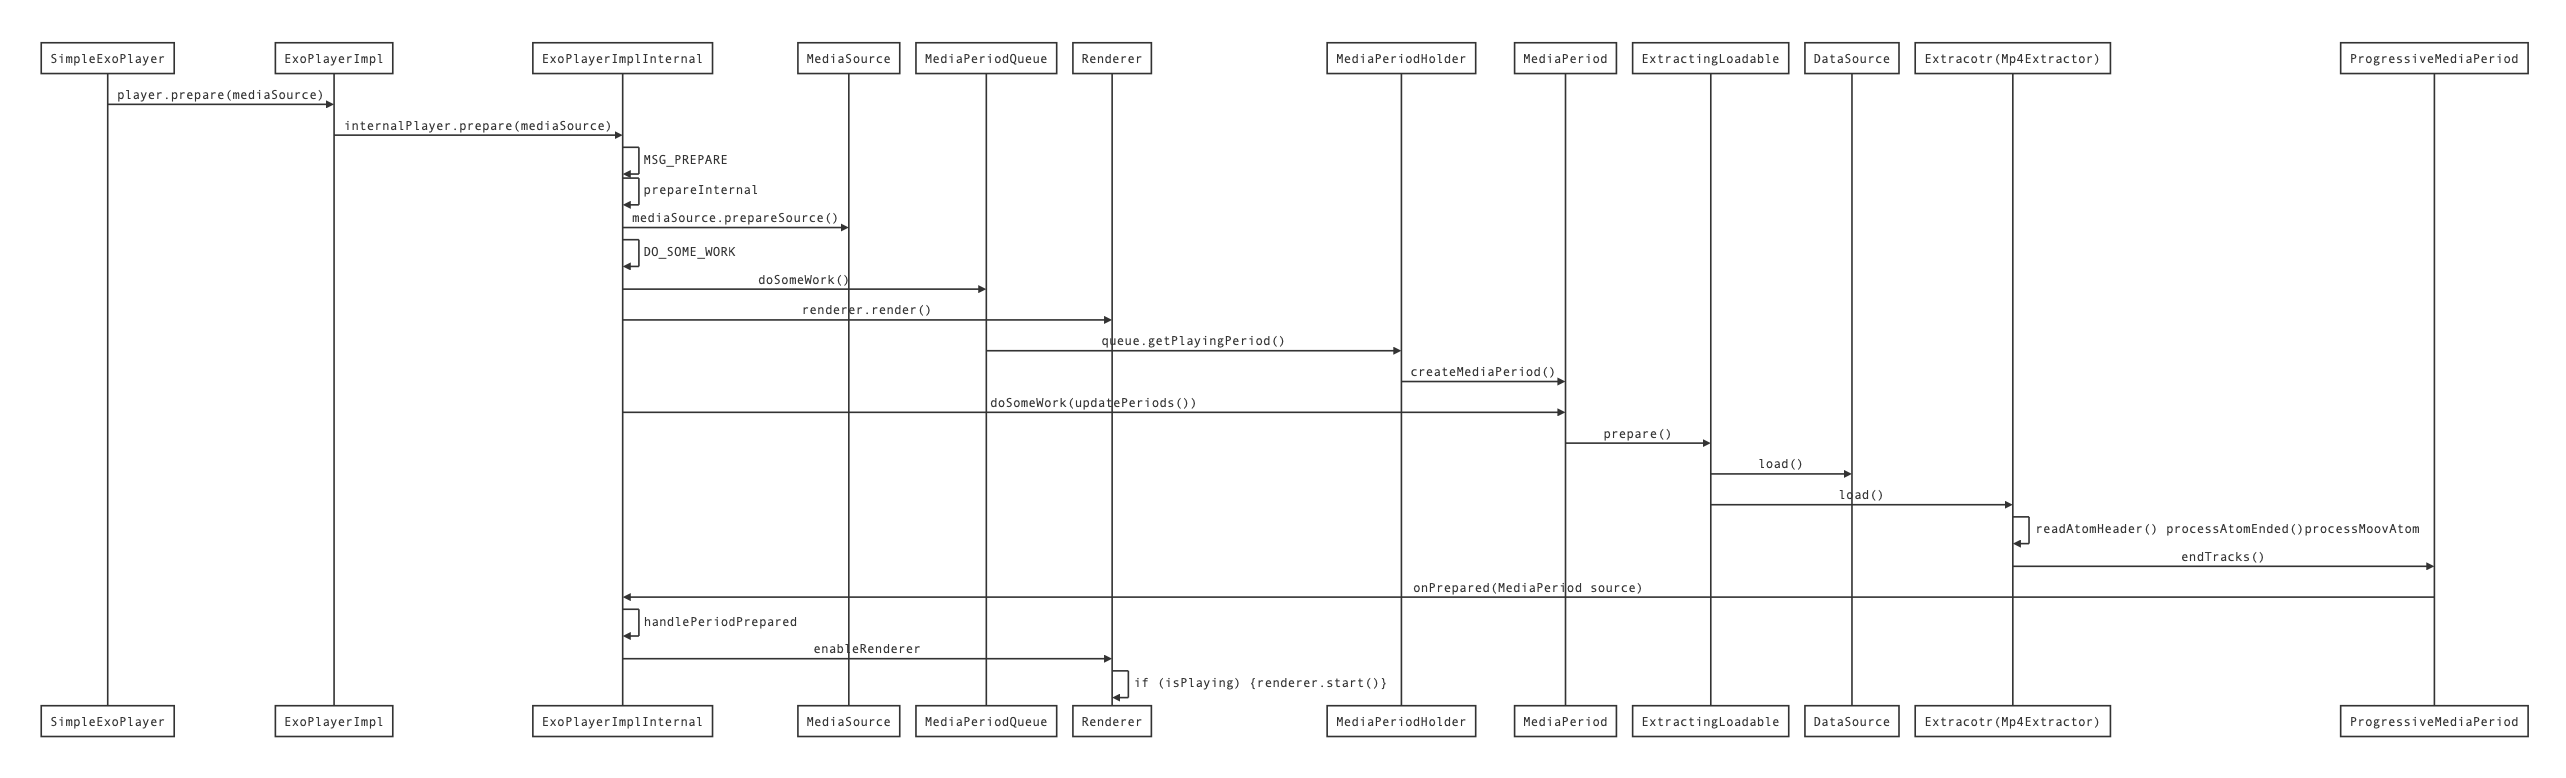 SimpleExoPlayer
ExoPlayerImpl
ExoPlayerImplInternal
MediaSource
MediaPeriodQueue
Renderer
MediaPeriodHolder
MediaPeriod
ExtractingLoadable
DataSource
Extracotr(Mp4Extractor)
ProgressiveMediaPeriod
player.prepare(mediaSource)
internalPlayer.prepare(mediaSource)
MSG_PREPARE
prepareInternal
mediaSource.prepareSource()
DO_SOME_WORK
doSomeWork()
renderer.render()
queue.getPlayingPeriod()
createMediaPeriod()
doSomeWork(updatePeriods())
prepare()
load()
load()
readAtomHeader() processAtomEnded()processMoovAtom
endTracks()
onPrepared(MediaPeriod source)
handlePeriodPrepared
enableRenderer
if (isPlaying) {renderer.start()}
SimpleExoPlayer
ExoPlayerImpl
ExoPlayerImplInternal
MediaSource
MediaPeriodQueue
Renderer
MediaPeriodHolder
MediaPeriod
ExtractingLoadable
DataSource
Extracotr(Mp4Extractor)
ProgressiveMediaPeriod